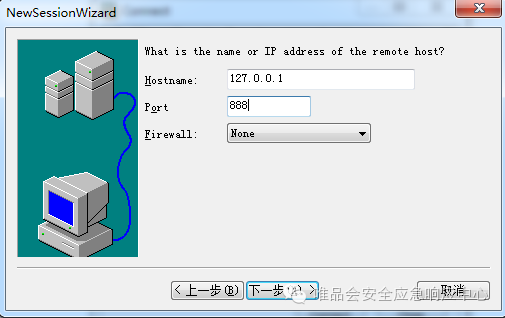 NewSessionWizard
What is the name or IP address of the remote host?
Hostname: 127.0.0.1
Port 888
Firewall: None
< 上一步(B) 下一步(N) > 取消
唯品会安全应急响应中心